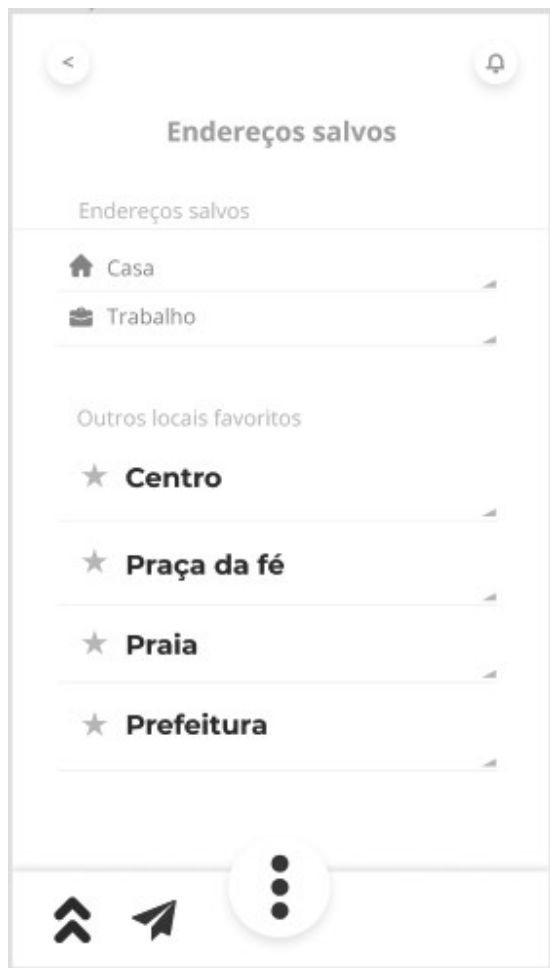 <
Endereços salvos
Endereços salvos
Casa
Trabalho
Outros locais favoritos
Centro
Praça da fé
Praia
Prefeitura